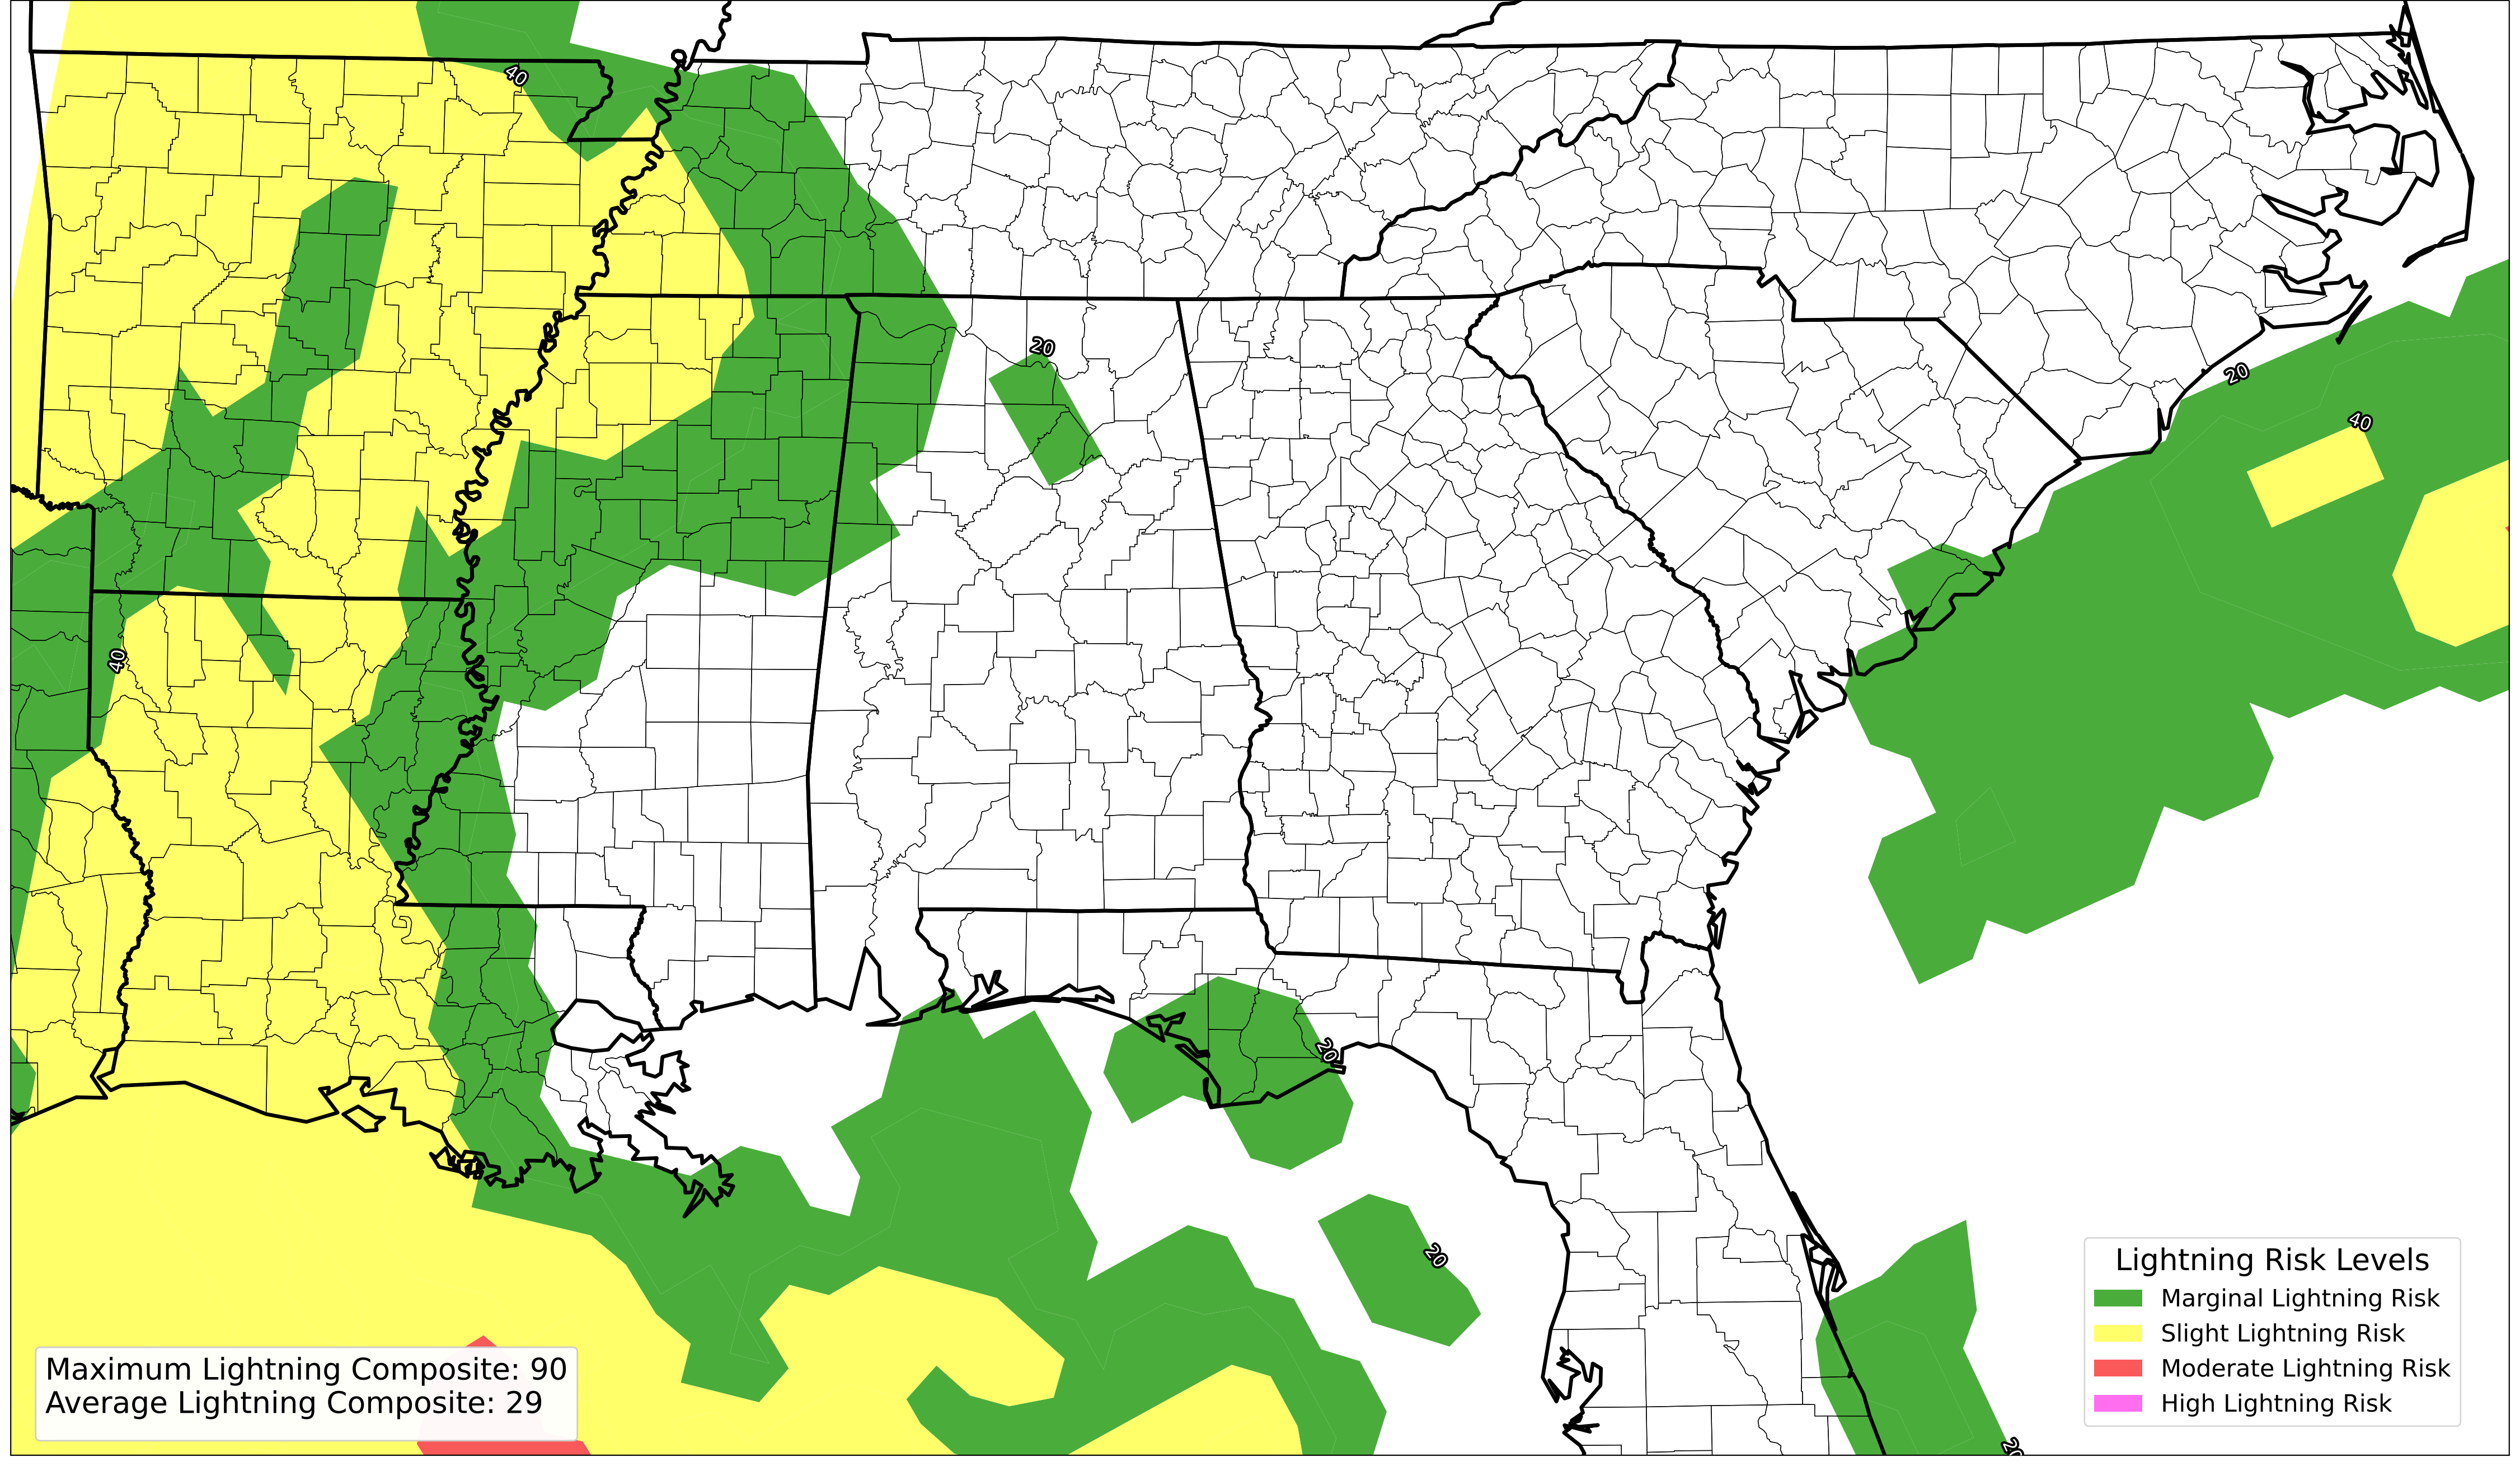 40
20
20
40
40
20
20
20
Lightning Risk Levels
Marginal Lightning Risk
Slight Lightning Risk
Moderate Lightning Risk
High Lightning Risk
Maximum Lightning Composite: 90
Average Lightning Composite: 29